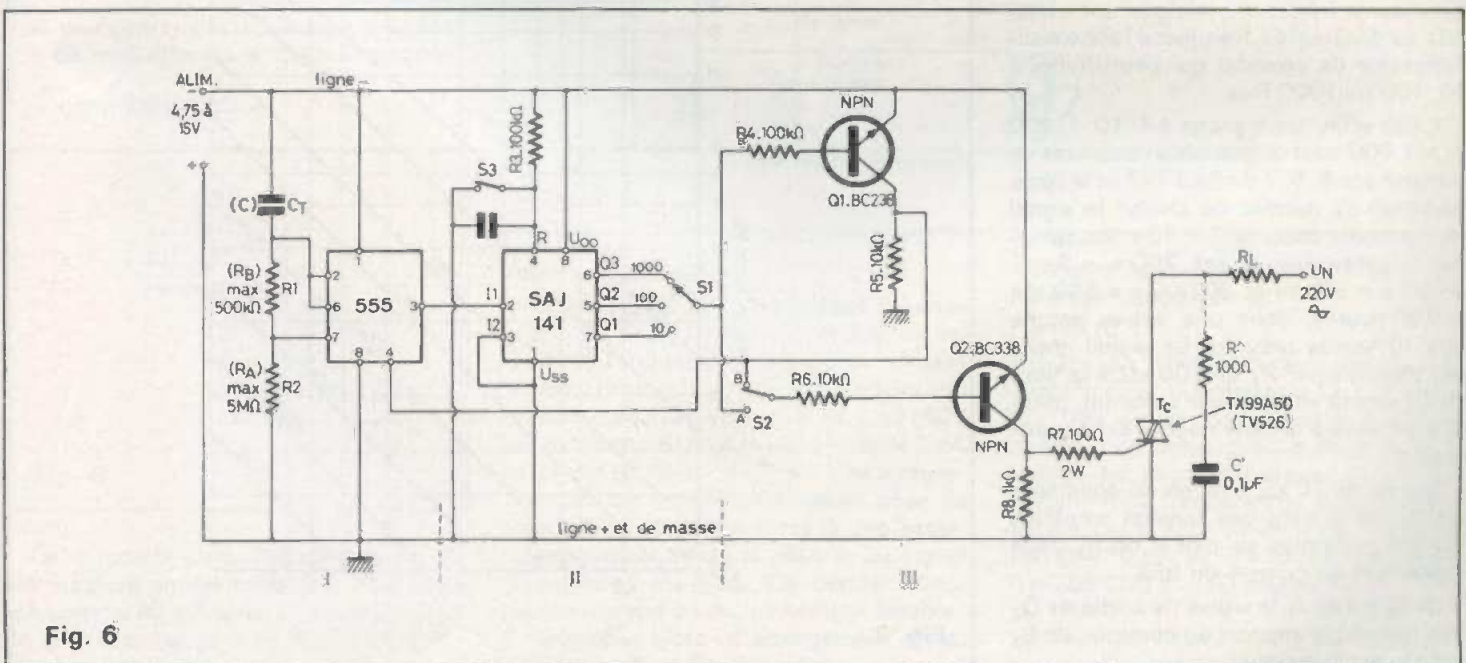 ALIM.
4,75 à
15V
ligne -
(C)
CT
(RB)
max
500kΩ
R1
(RA)
max
5MΩ
R2
1
2
6
7
8
4
3
555
S3
R3.100kΩ
R
4
UDD
8
I1
2
I2
3
SAJ
141
USS
Q3
6
1000
Q2
5
100
Q1
7
10
S1
R4.100kΩ
NPN
Q1.BC238
R5.10kΩ
B
A
S2
R6.10kΩ
Q2.BC338
NPN
R7.100Ω
2W
R8.1kΩ
Tc
TX99A50
(TV526)
RL
UN
220V
100Ω
C'
0,1µF
ligne + et de masse
I
II
III
Fig. 6